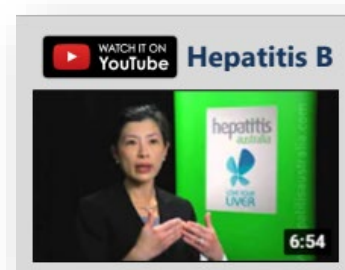 WATCH IT ON
YouTube
Hepatitis B
hepatitis
australia
LOVE YOUR
LIVER
6:54